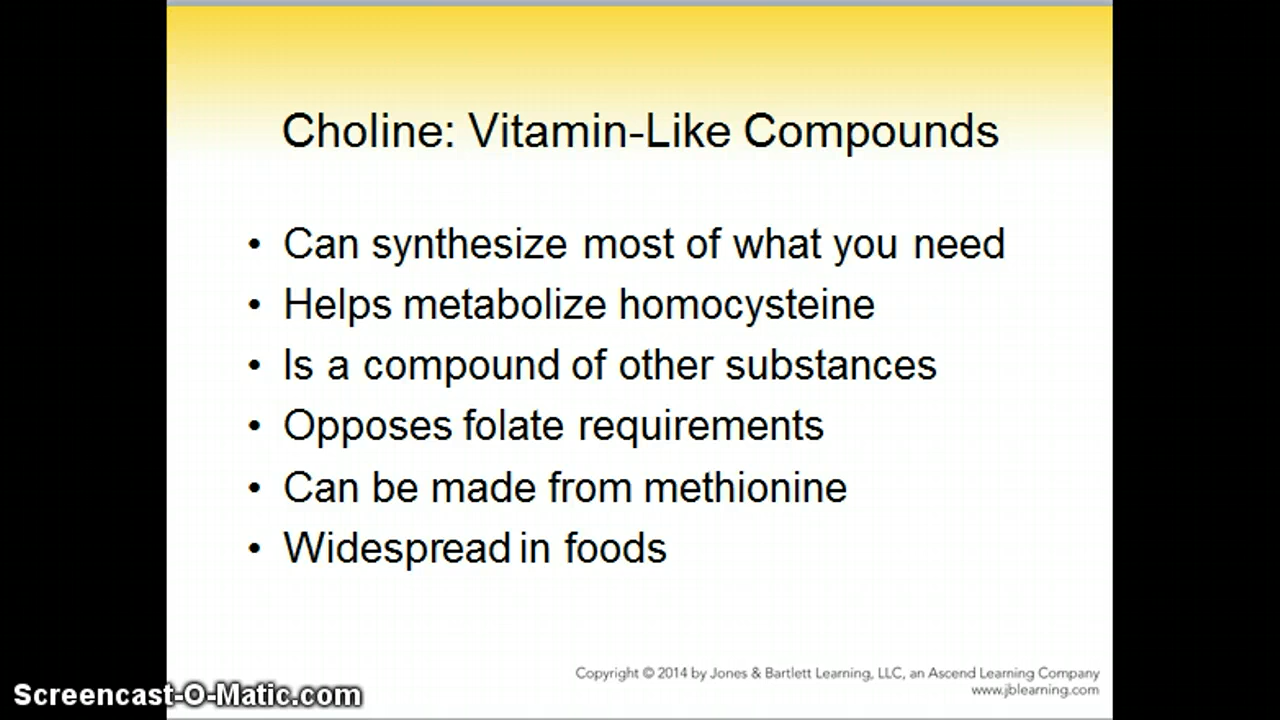 Choline: Vitamin-Like Compounds
• Can synthesize most of what you need
• Helps metabolize homocysteine
• Is a compound of other substances
• Opposes folate requirements
• Can be made from methionine
• Widespread in foods
Copyright © 2014 by Jones & Bartlett Learning, LLC, an Ascend Learning Company
www.jblearning.com
Screencast-O-Matic.com